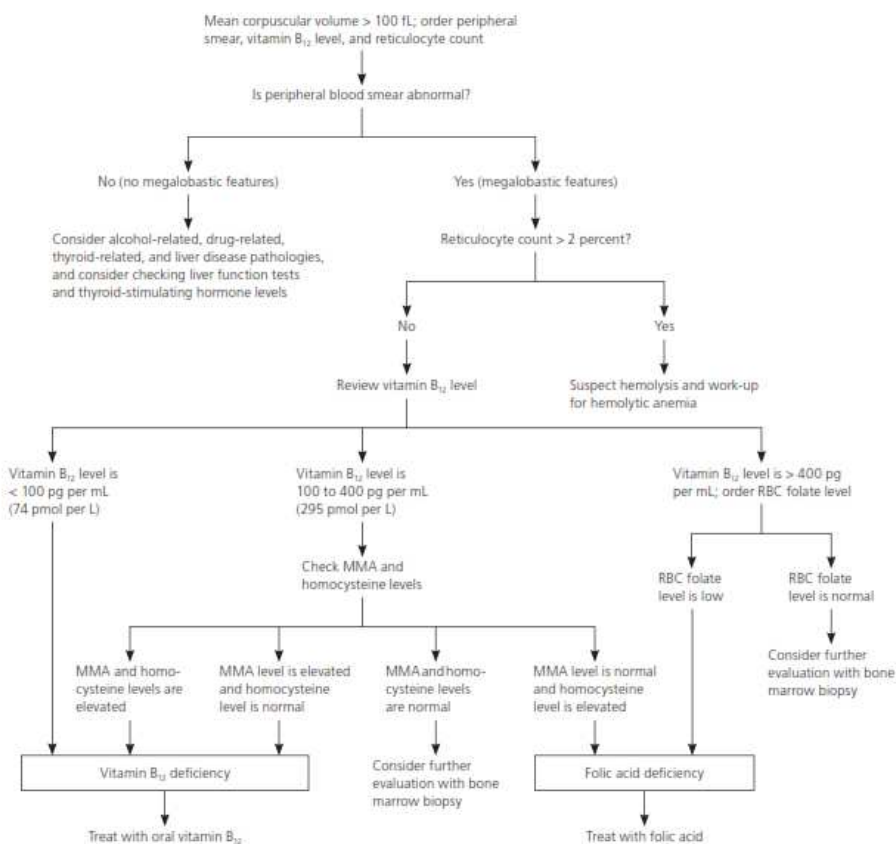 Mean corpuscular volume > 100 fL; order peripheral
smear, vitamin B₁₂ level, and reticulocyte count
Is peripheral blood smear abnormal?
No (no megalobastic features)
Yes (megalobastic features)
Consider alcohol-related, drug-related,
thyroid-related, and liver disease pathologies,
and consider checking liver function tests
and thyroid-stimulating hormone levels
Reticulocyte count > 2 percent?
No
Yes
Review vitamin B₁₂ level
Suspect hemolysis and work-up
for hemolytic anemia
Vitamin B₁₂ level is
< 100 pg per mL
(74 pmol per L)
Vitamin B₁₂ level is
100 to 400 pg per mL
(295 pmol per L)
Vitamin B₁₂ level is > 400 pg
per mL; order RBC folate level
Check MMA and
homocysteine levels
RBC folate
level is low
RBC folate
level is normal
Consider further
evaluation with bone
marrow biopsy
MMA and homo-
cysteine levels are
elevated
MMA level is elevated
and homocysteine
level is normal
MMA and homo-
cysteine levels
are normal
MMA level is normal
and homocysteine
level is elevated
Vitamin B₁₂ deficiency
Consider further
evaluation with bone
marrow biopsy
Folic acid deficiency
Treat with oral vitamin B₁₂
Treat with folic acid